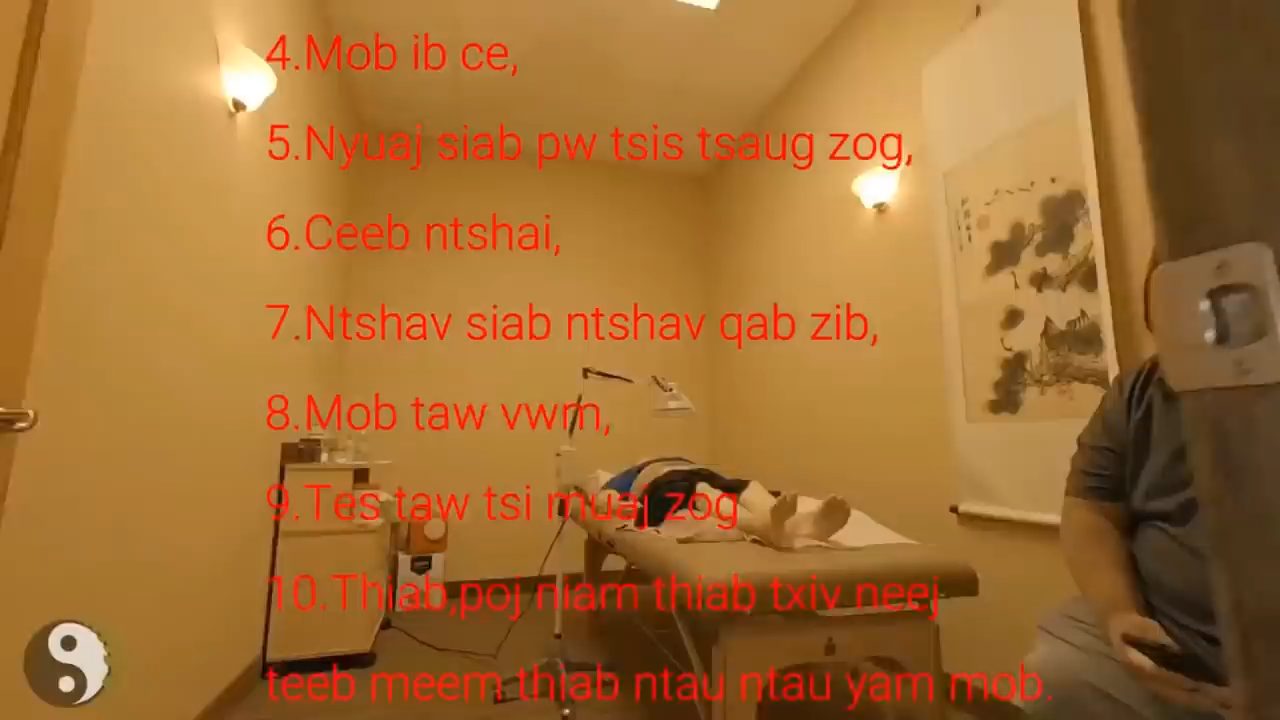 4.Mob ib ce,
5.Nyuaj siab pw tsis tsaug zog,
6.Ceeb ntshai,
7.Ntshav siab ntshav qab zib,
8.Mob taw vwm,
9.Tes taw tsi muaj zog
10.Thiab,poj niam thiab txiv neej
teeb meem thiab ntau ntau yam mob.